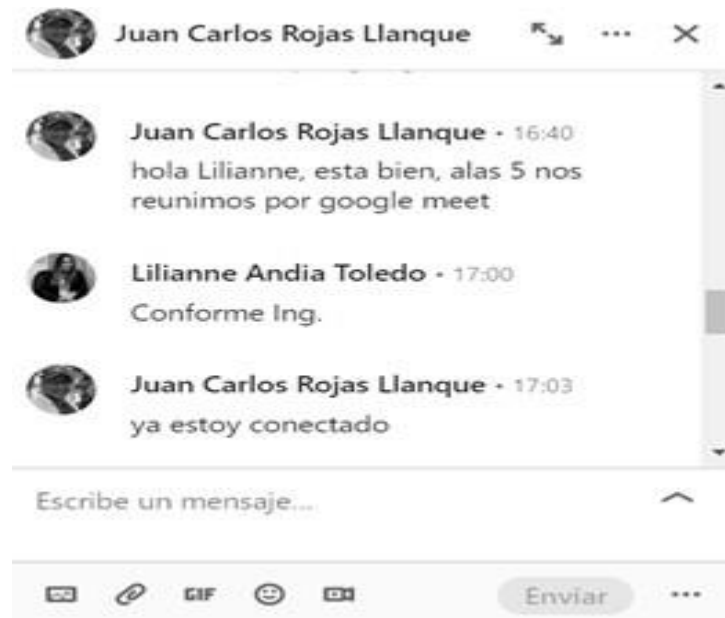 Juan Carlos Rojas Llanque
Juan Carlos Rojas Llanque • 16:40
hola Lilianne, esta bien, alas 5 nos
reunimos por google meet
Lilianne Andia Toledo • 17:00
Conforme Ing.
Juan Carlos Rojas Llanque • 17:03
ya estoy conectado
Escribe un mensaje...
GIF
Enviar